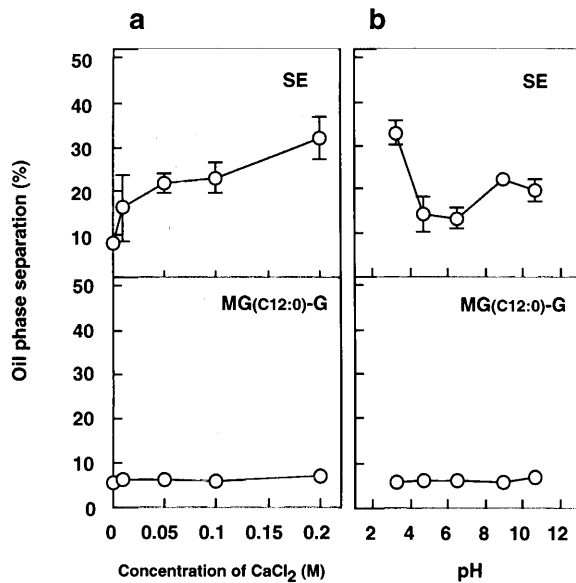 a
b
50
40
30
20
10
SE
SE
Oil phase separation (%)
50
40
30
20
10
0
MG(C12:0)-G
MG(C12:0)-G
0 0.05 0.1 0.15 0.2
2 4 6 8 10 12
Concentration of CaCl₂ (M)
pH